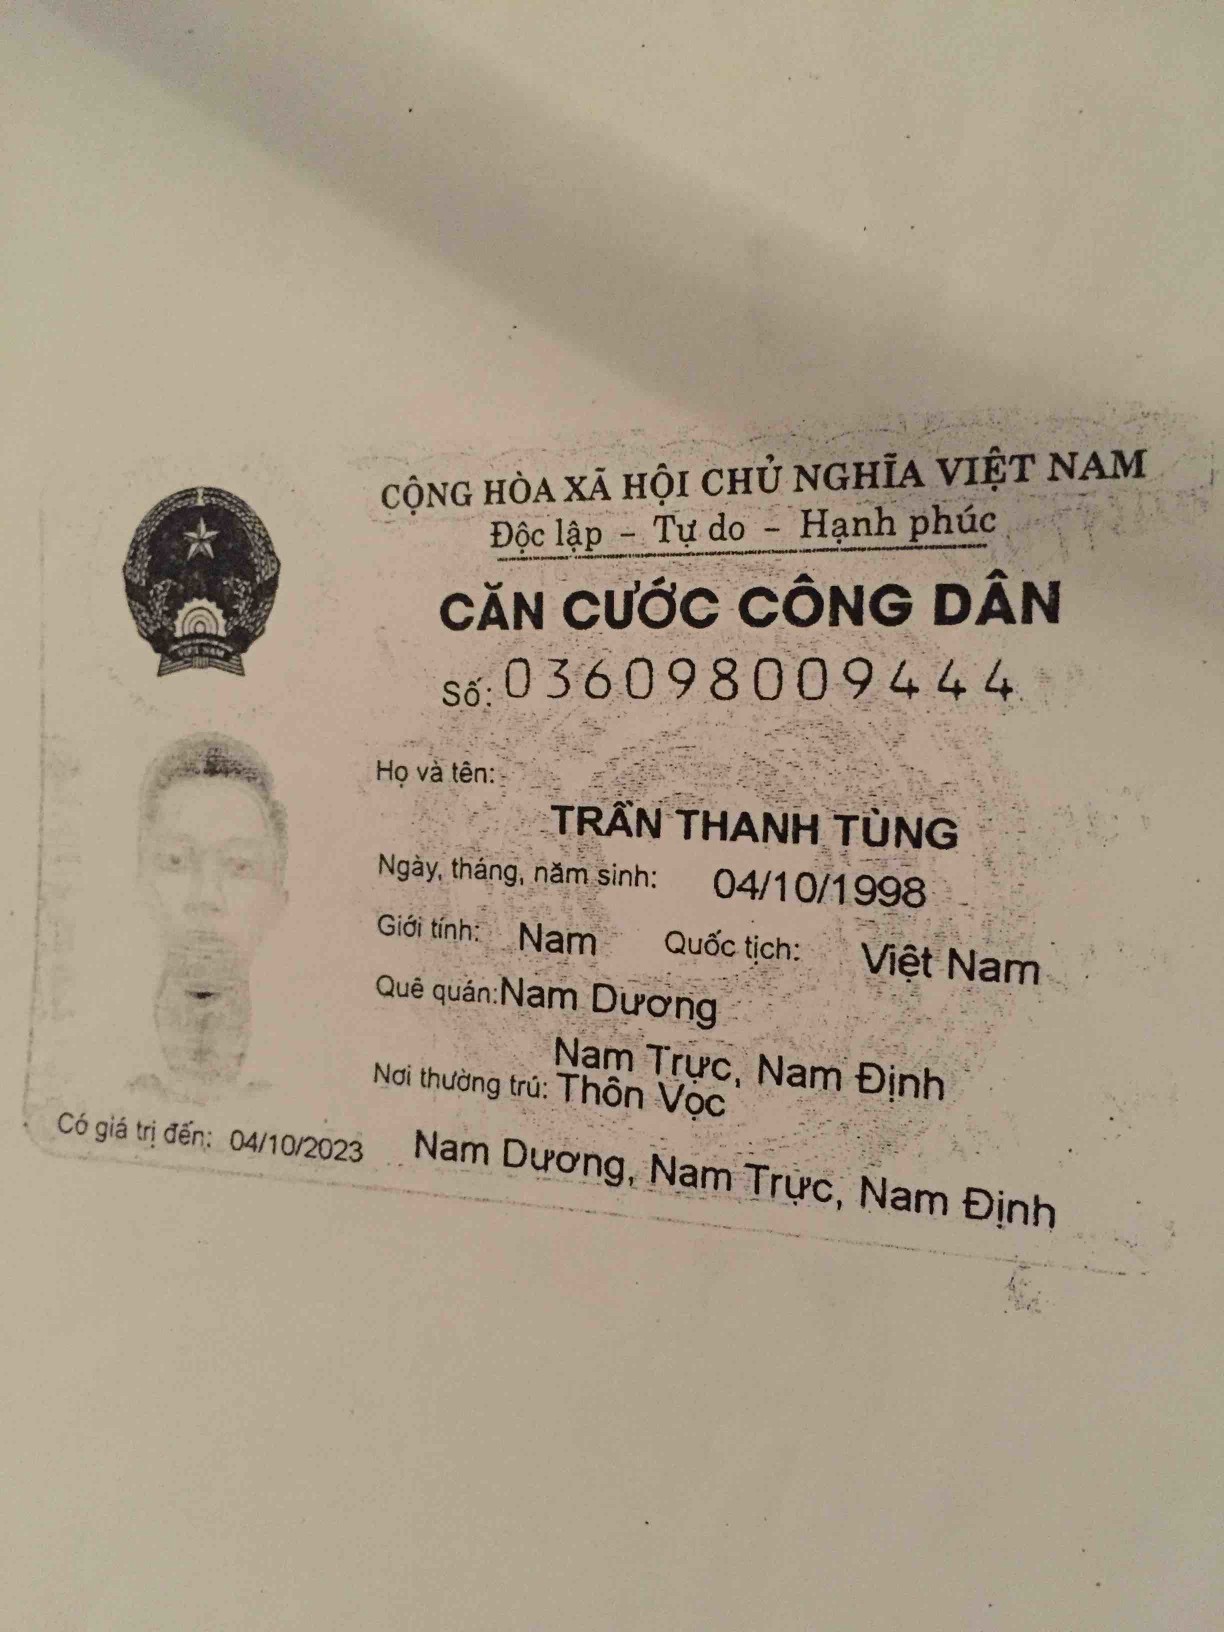 CỘNG HÒA XÃ HỘI CHỦ NGHĨA VIỆT NAM
Độc lập - Tự do - Hạnh phúc
CĂN CƯỚC CÔNG DÂN
Số: 036098009444
Họ và tên:
TRẦN THANH TÙNG
Ngày, tháng, năm sinh: 04/10/1998
Giới tính: Nam Quốc tịch: Việt Nam
Quê quán: Nam Dương
Nam Trực, Nam Định
Nơi thường trú: Thôn Vọc
Nam Dương, Nam Trực, Nam Định
Có giá trị đến: 04/10/2023
VIỆT NAM